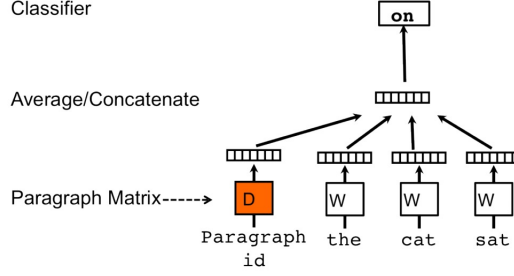 Classifier
on
Average/Concatenate
Paragraph Matrix
D
W
W
W
Paragraph
id
the
cat
sat